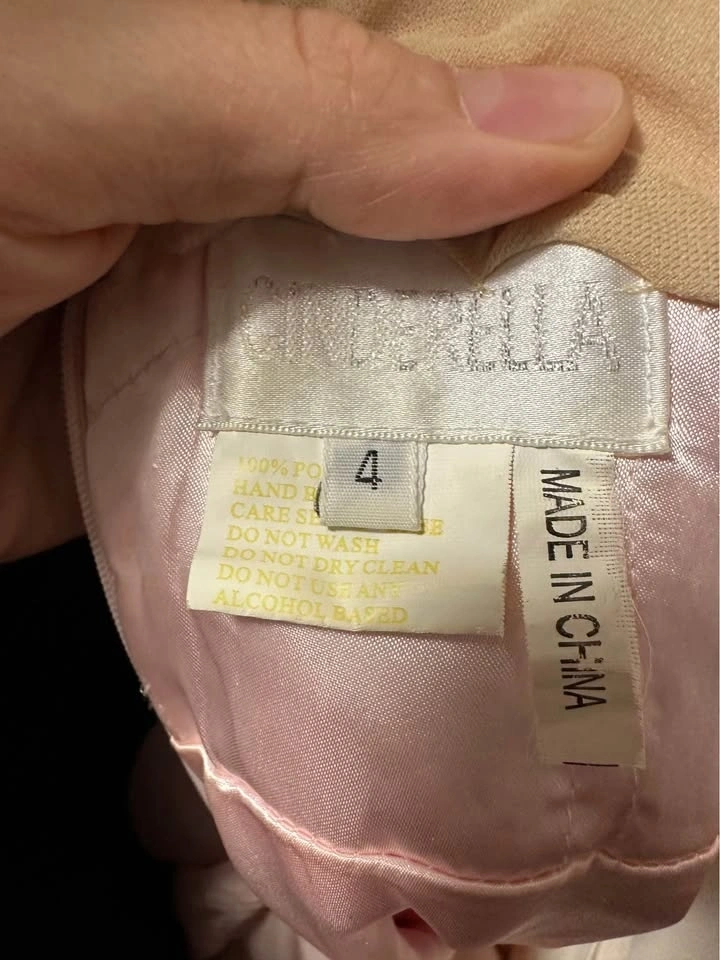 CINDERELLA
4
100% PO
HAND
CARE SE SE
DO NOT WASH
DO NOT DRY CLEAN
DO NOT USE ANY
ALCOHOL BASED
MADE IN CHINA